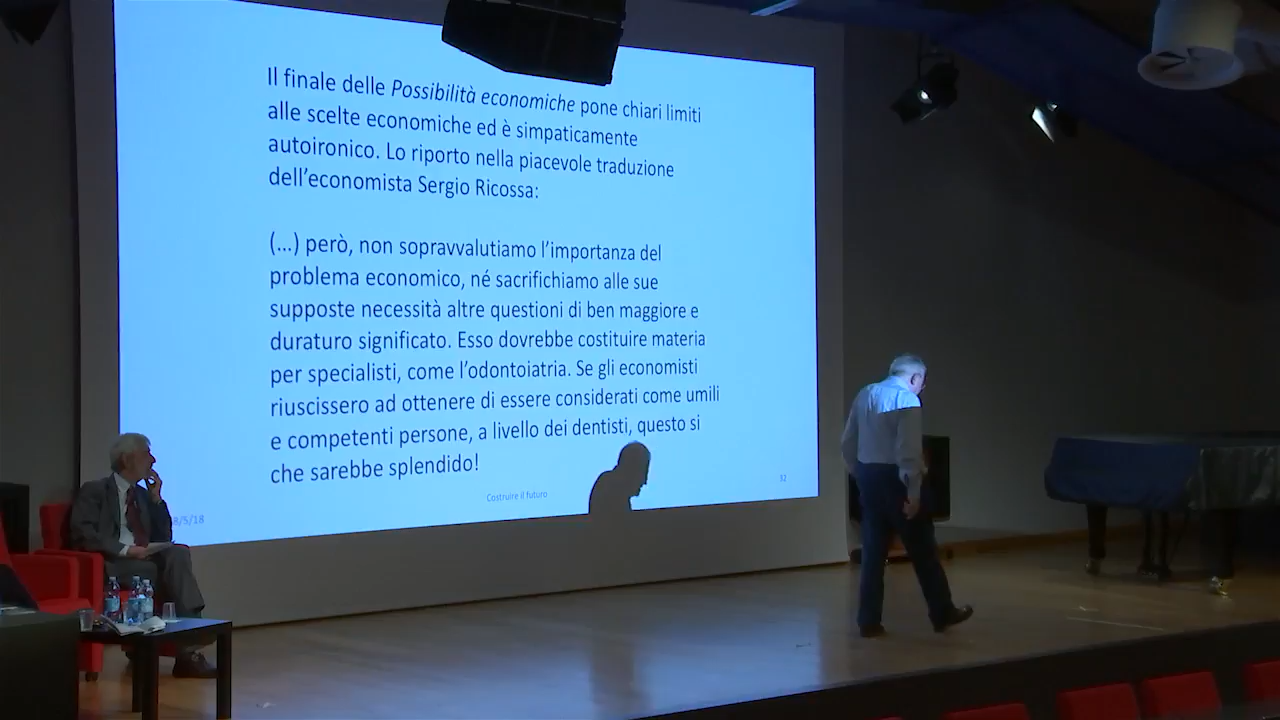 Il finale delle Possibilità economiche pone chiari limiti
alle scelte economiche ed è simpaticamente
autoironico. Lo riporto nella piacevole traduzione
dell'economista Sergio Ricossa:
(...) però, non sopravvalutiamo l'importanza del
problema economico, né sacrifichiamo alle sue
supposte necessità altre questioni di ben maggiore e
duraturo significato. Esso dovrebbe costituire materia
per specialisti, come l'odontoiatria. Se gli economisti
riuscissero ad ottenere di essere considerati come umili
e competenti persone, a livello dei dentisti, questo si
che sarebbe splendido!
8/5/18
Costruire il futuro
32